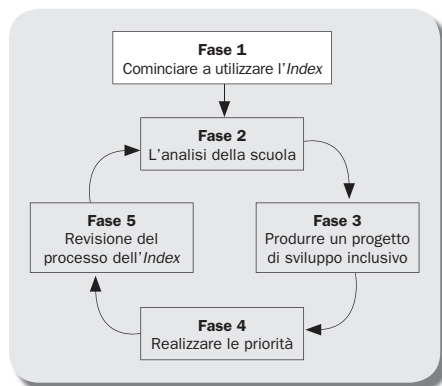 Fase 1
Cominciare a utilizzare l'Index
Fase 2
L'analisi della scuola
Fase 3
Produrre un progetto
di sviluppo inclusivo
Fase 4
Realizzare le priorità
Fase 5
Revisione del
processo dell'Index